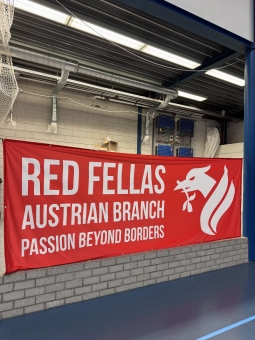 RED FELLAS
AUSTRIAN BRANCH
PASSION BEYOND BORDERS